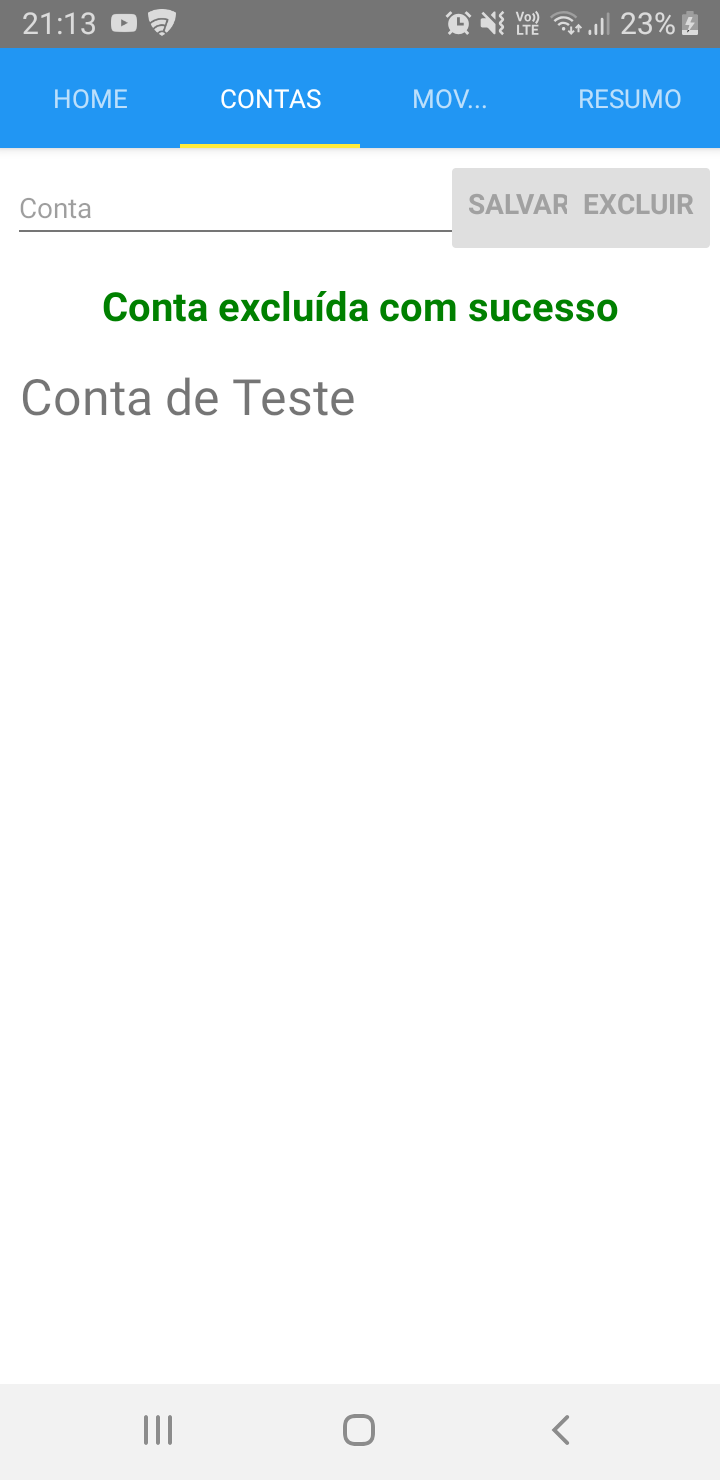 21:13 Vo)) LTE 23%
HOME CONTAS MOV... RESUMO
Conta SALVAR EXCLUIR
Conta excluída com sucesso
Conta de Teste